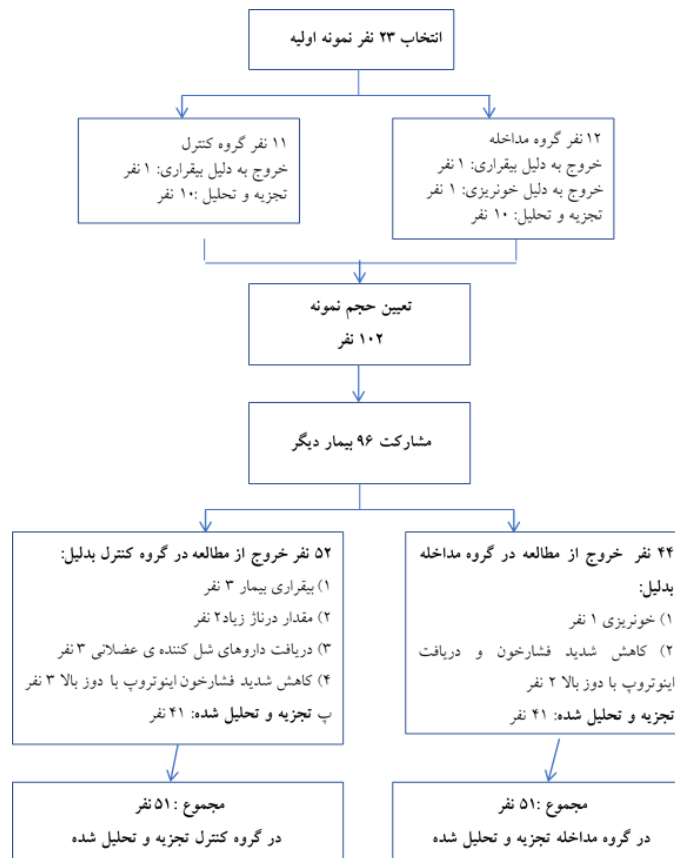 انتخاب ۲۳ نفر نمونه اولیه
۱۲ نفر گروه مداخله
خروج به دلیل بیقراری: ۱ نفر
خروج به دلیل خونریزی: ۱ نفر
تجزیه و تحلیل: ۱۰ نفر
۱۱ نفر گروه کنترل
خروج به دلیل بیقراری: ۱ نفر
تجزیه و تحلیل :۱۰ نفر
تعیین حجم نمونه
۱۰۲ نفر
مشارکت ۹۶ بیمار دیگر
۴۴ نفر خروج از مطالعه در گروه مداخله
بدلیل:
۱) خونریزی ۱ نفر
۲) کاهش شدید فشارخون و دریافت
اینوتروپ با دوز بالا ۲ نفر
تجزیه و تحلیل شده: ۴۱ نفر
۵۲ نفر خروج از مطالعه در گروه کنترل بدلیل:
۱) بیقراری بیمار ۳ نفر
۲) مقدار درناژ زیاد۲ نفر
۳) دریافت داروهای شل کننده ی عضلانی ۳ نفر
۴) کاهش شدید فشارخون اینوتروپ با دوز بالا ۳ نفر
پ تجزیه و تحلیل شده: ۴۱ نفر
مجموع :۵۱ نفر
در گروه مداخله تجزیه و تحلیل شده
مجموع :۵۱ نفر
در گروه کنترل تجزیه و تحلیل شده